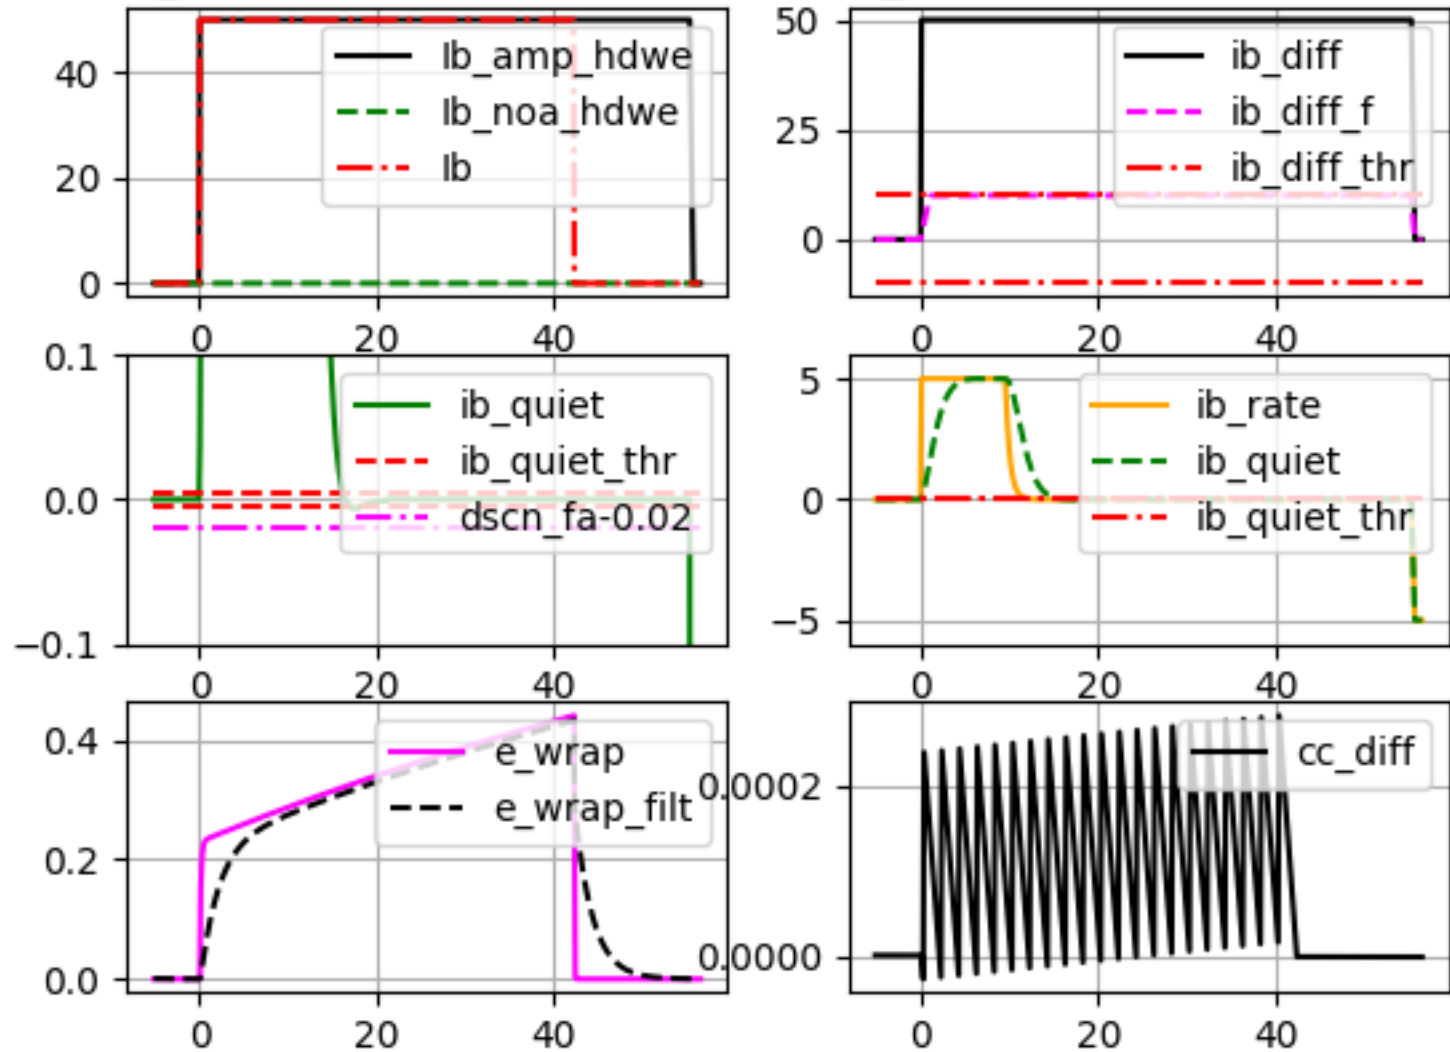 40
20
0
Ib_amp_hdwe
Ib_noa_hdwe
Ib
0 20 40
50
25
0
ib_diff
ib_diff_f
ib_diff_thr
0 20 40
0.1
0.0
−0.1
ib_quiet
ib_quiet_thr
dscn_fa-0.02
0 20 40
5
0
−5
ib_rate
ib_quiet
ib_quiet_thr
0 20 40
0.4
0.2
0.0
e_wrap
e_wrap_filt
0 20 40
0.0002
0.0000
cc_diff
0 20 40